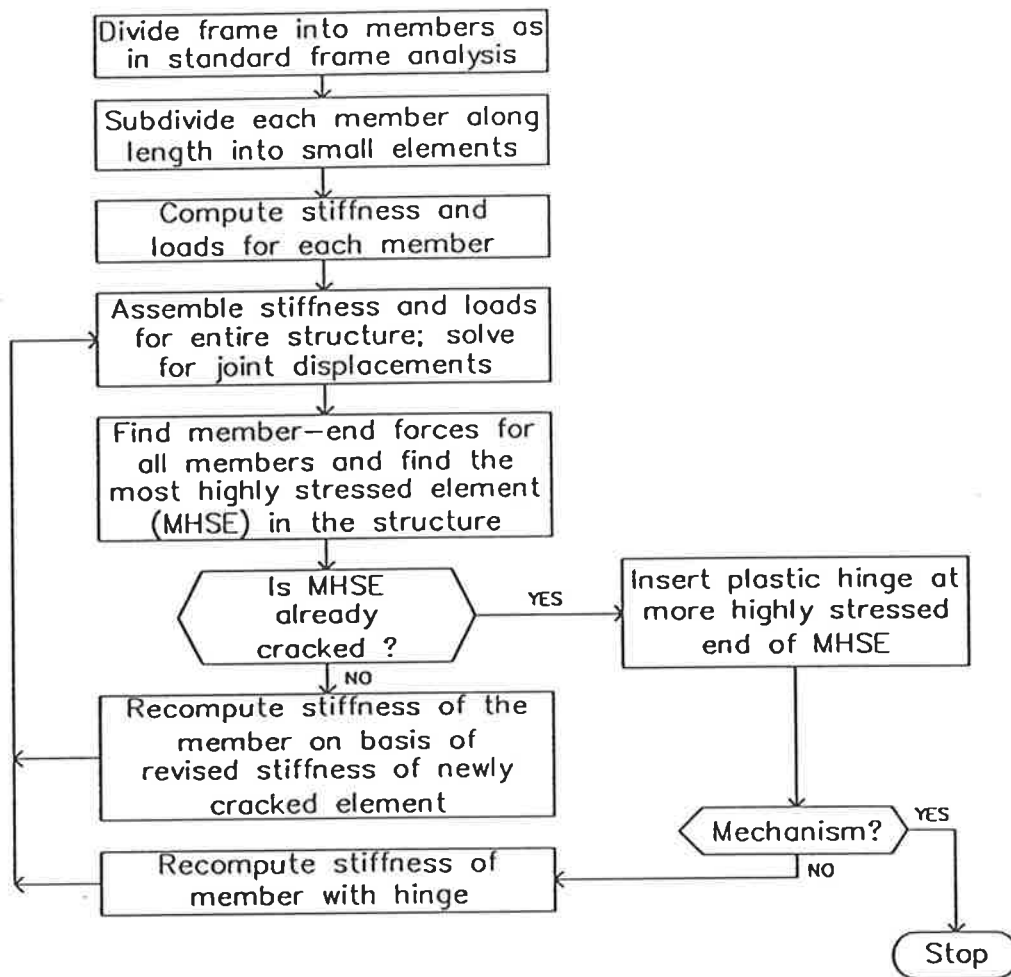 Divide frame into members as
in standard frame analysis
Subdivide each member along
length into small elements
Compute stiffness and
loads for each member
Assemble stiffness and loads
for entire structure; solve
for joint displacements
Find member-end forces for
all members and find the
most highly stressed element
(MHSE) in the structure
Is MHSE
already
cracked ?
YES
Insert plastic hinge at
more highly stressed
end of MHSE
NO
Recompute stiffness of the
member on basis of
revised stiffness of newly
cracked element
Mechanism?
YES
NO
Recompute stiffness of
member with hinge
Stop